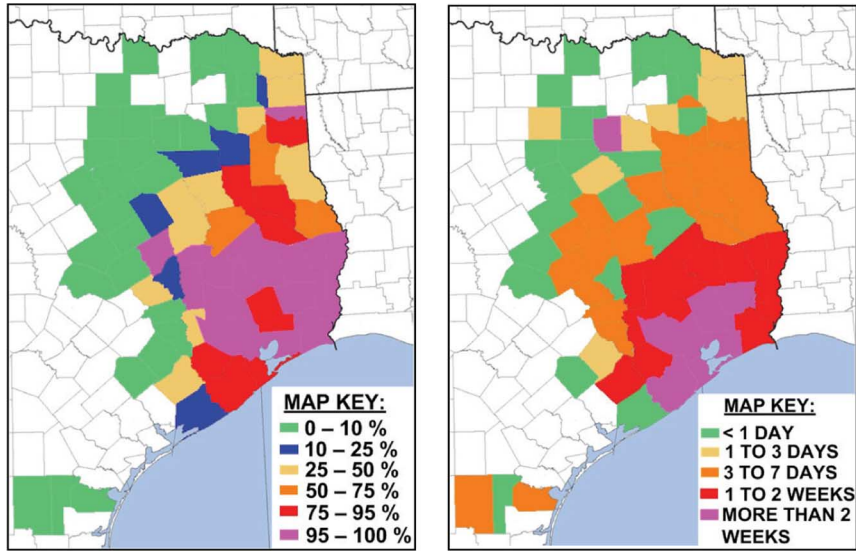 MAP KEY:
0 – 10 %
10 – 25 %
25 – 50 %
50 – 75 %
75 – 95 %
95 – 100 %
MAP KEY:
< 1 DAY
1 TO 3 DAYS
3 TO 7 DAYS
1 TO 2 WEEKS
MORE THAN 2
WEEKS